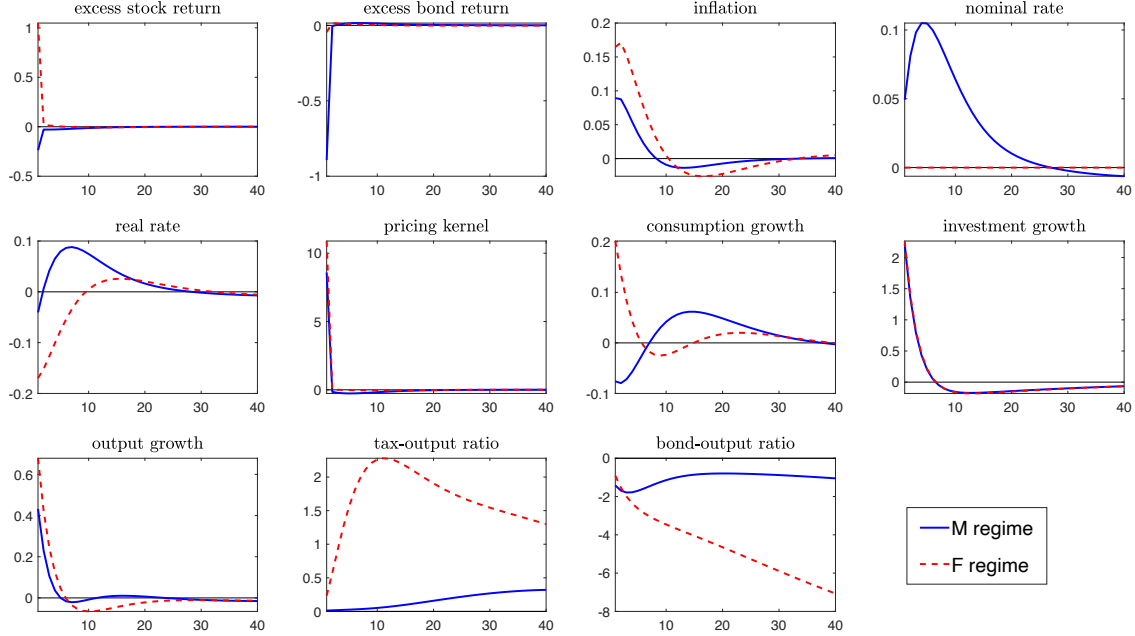 excess stock return
1
0.5
0
-0.5
10 20 30 40
excess bond return
0
-0.5
-1
10 20 30 40
inflation
0.2
0.15
0.1
0.05
0
10 20 30 40
nominal rate
0.1
0.05
0
10 20 30 40
real rate
0.1
0
-0.1
-0.2
10 20 30 40
pricing kernel
10
5
0
10 20 30 40
consumption growth
0.2
0.1
0
-0.1
10 20 30 40
investment growth
2
1.5
1
0.5
0
10 20 30 40
output growth
0.6
0.4
0.2
0
10 20 30 40
tax-output ratio
2
1.5
1
0.5
0
10 20 30 40
bond-output ratio
0
-2
-4
-6
-8
10 20 30 40
M regime
F regime